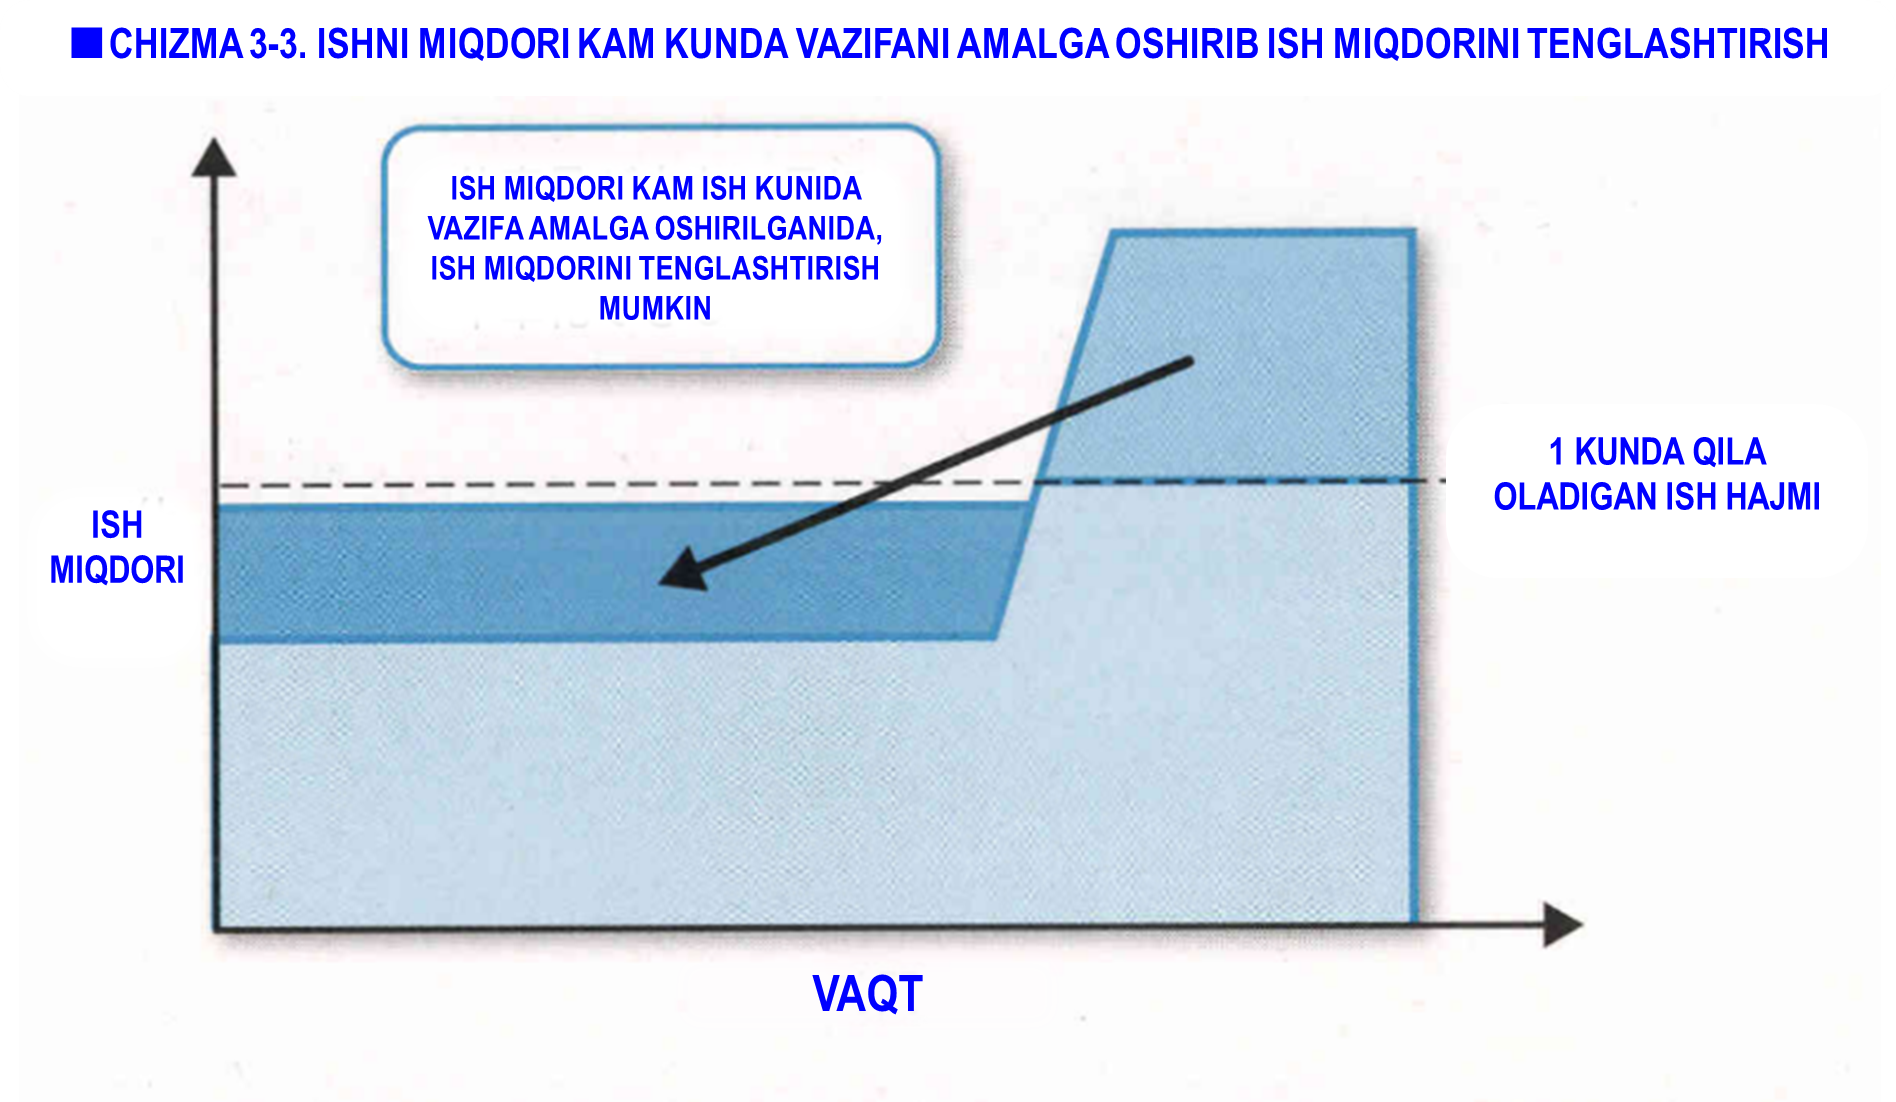 ■ CHIZMA 3-3. ISHNI MIQDORI KAM KUNDA VAZIFANI AMALGA OSHIRIB ISH MIQDORINI TENGLASHTIRISH
ISH MIQDORI KAM ISH KUNIDA
VAZIFA AMALGA OSHIRILGANIDA,
ISH MIQDORINI TENGLASHTIRISH
MUMKIN
1 KUNDA QILA
OLADIGAN ISH HAJMI
ISH
MIQDORI
VAQT